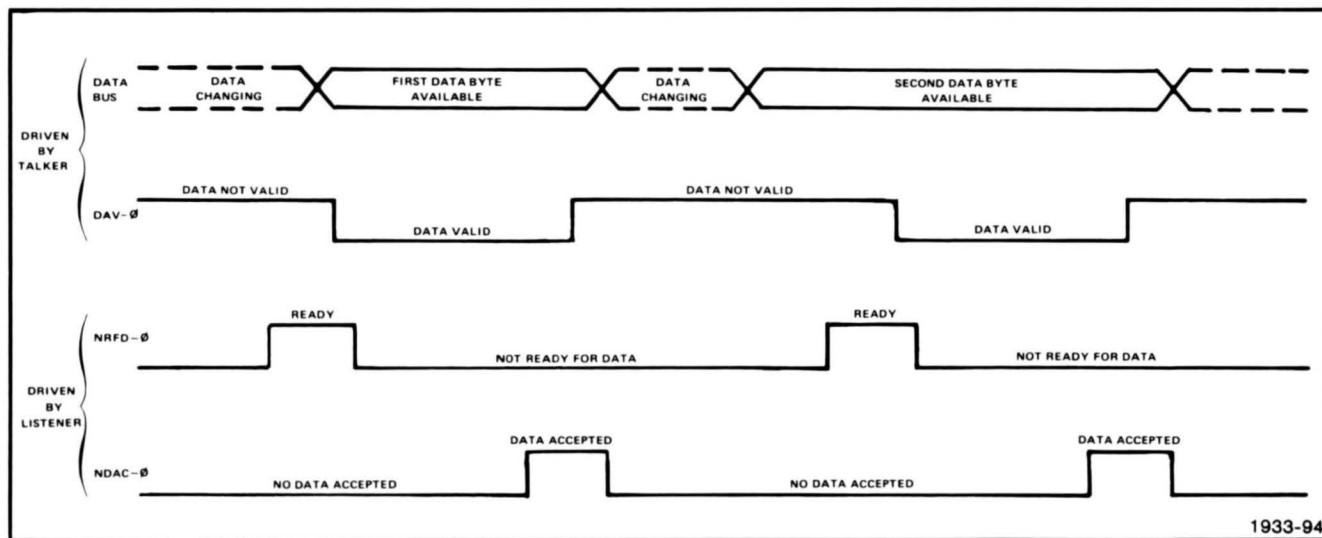 DATA
BUS
DATA
CHANGING
FIRST DATA BYTE
AVAILABLE
DATA
CHANGING
SECOND DATA BYTE
AVAILABLE
DRIVEN
BY
TALKER
DATA NOT VALID
DATA NOT VALID
DAV-Ø
DATA VALID
DATA VALID
READY
READY
NRFD-Ø
NOT READY FOR DATA
NOT READY FOR DATA
DRIVEN
BY
LISTENER
DATA ACCEPTED
DATA ACCEPTED
NDAC-Ø
NO DATA ACCEPTED
NO DATA ACCEPTED
1933-94